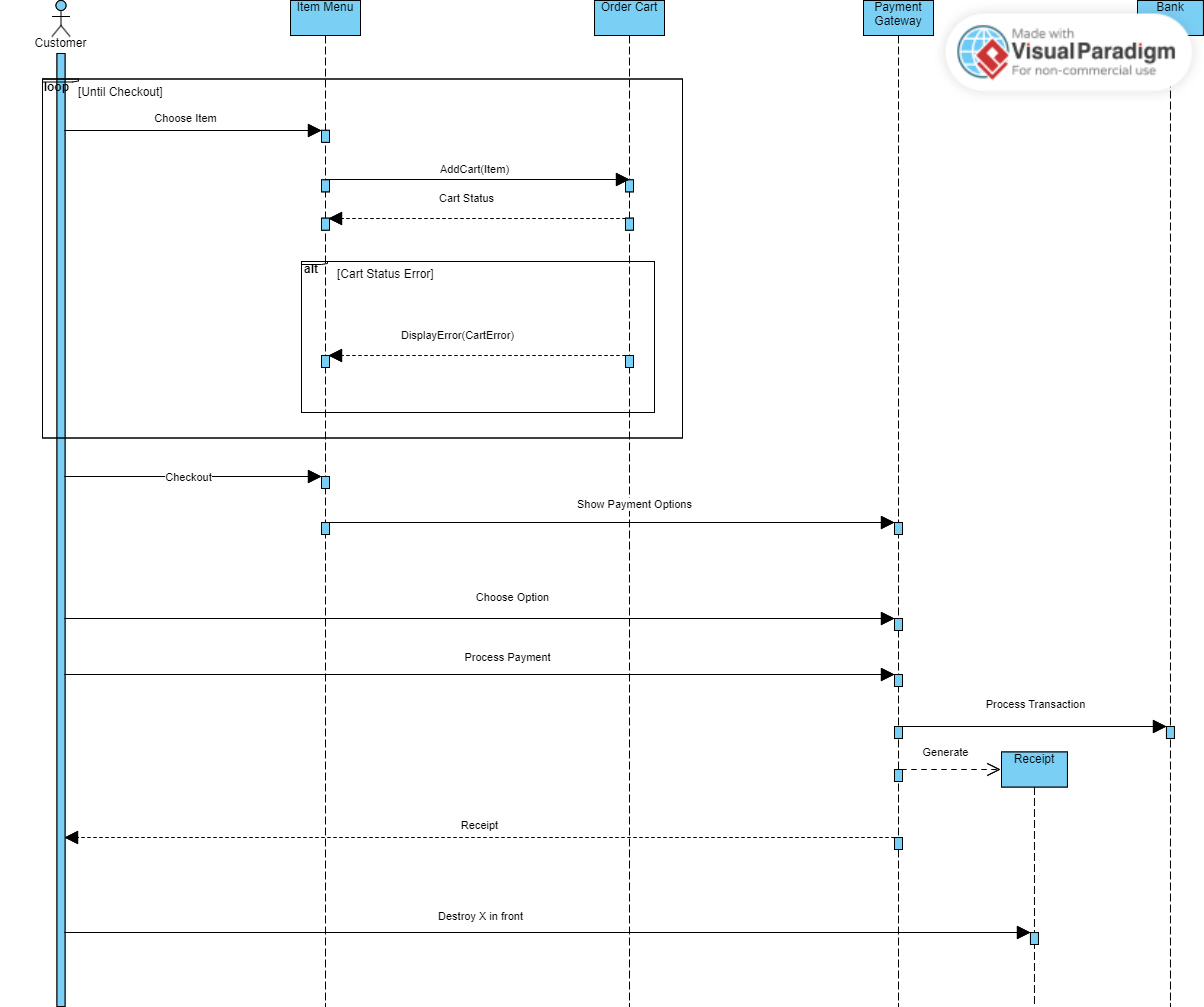 Item Menu
Order Cart
Payment
Gateway
Bank
Customer
Made with
VisualParadigm
For non-commercial use
loop
[Until Checkout]
Choose Item
AddCart(Item)
Cart Status
alt
[Cart Status Error]
DisplayError(CartError)
Checkout
Show Payment Options
Choose Option
Process Payment
Process Transaction
Generate
Receipt
Receipt
Destroy X in front